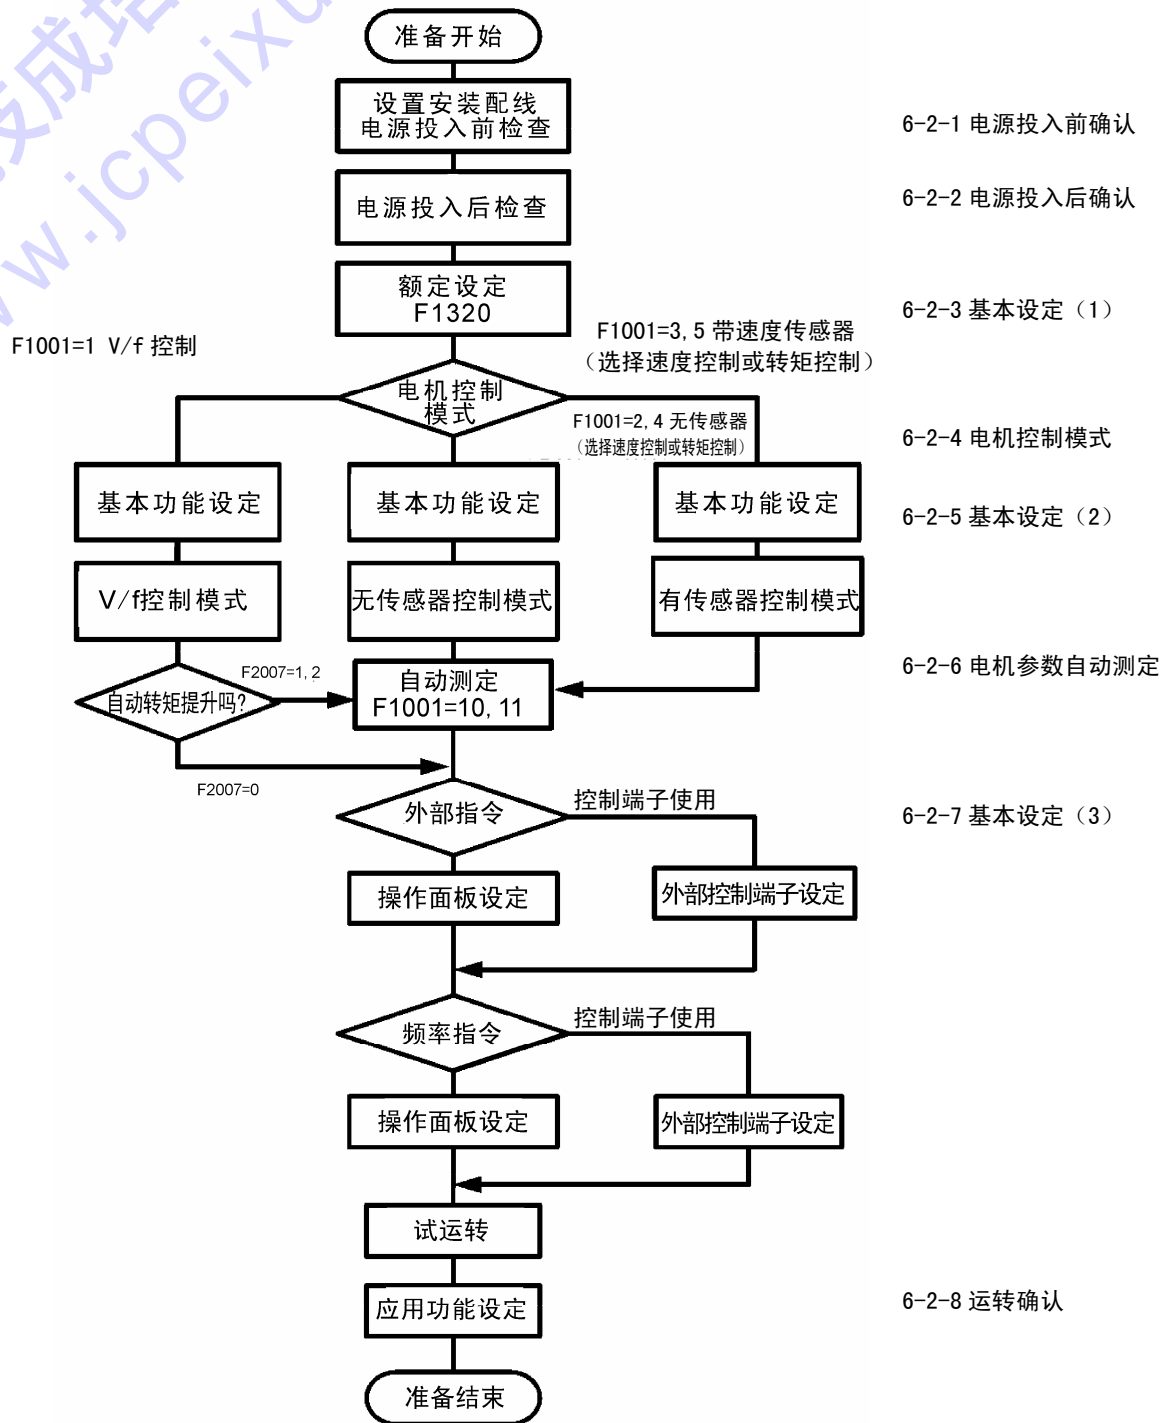 准备开始
设置安装配线
电源投入前检查
6-2-1 电源投入前确认
电源投入后检查
6-2-2 电源投入后确认
额定设定
F1320
6-2-3 基本设定（1）
F1001=1 V/f 控制
F1001=3, 5 带速度传感器
（选择速度控制或转矩控制）
电机控制
模式
F1001=2, 4 无传感器
（选择速度控制或转矩控制）
6-2-4 电机控制模式
基本功能设定
基本功能设定
基本功能设定
6-2-5 基本设定（2）
V/f控制模式
无传感器控制模式
有传感器控制模式
自动转矩提升吗?
F2007=1, 2
自动测定
F1001=10, 11
6-2-6 电机参数自动测定
F2007=0
外部指令
控制端子使用
6-2-7 基本设定（3）
操作面板设定
外部控制端子设定
频率指令
控制端子使用
操作面板设定
外部控制端子设定
试运转
应用功能设定
6-2-8 运转确认
准备结束